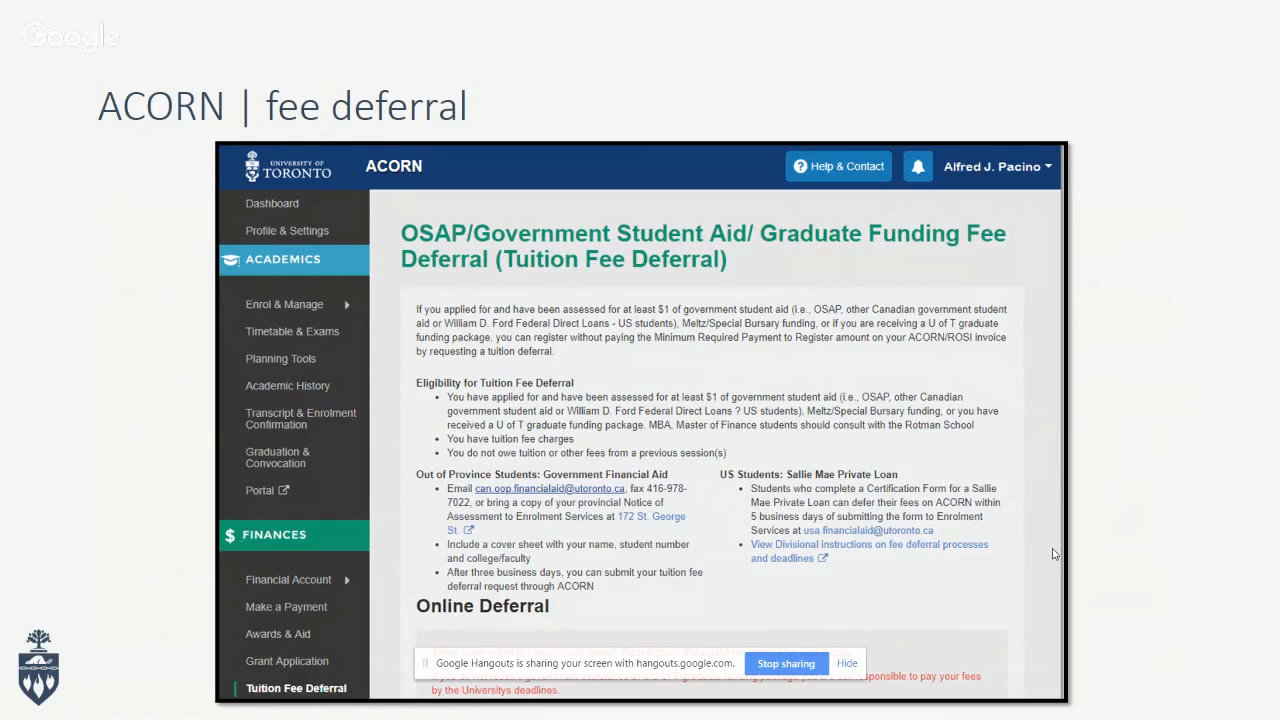 Google
ACORN | fee deferral
UNIVERSITY OF
TORONTO
ACORN
Help & Contact
Alfred J. Pacino
Dashboard
Profile & Settings
ACADEMICS
Enrol & Manage
Timetable & Exams
Planning Tools
Academic History
Transcript & Enrolment
Confirmation
Graduation &
Convocation
Portal
$ FINANCES
Financial Account
Make a Payment
Awards & Aid
Grant Application
Tuition Fee Deferral
OSAP/Government Student Aid/ Graduate Funding Fee
Deferral (Tuition Fee Deferral)
If you applied for and have been assessed for at least $1 of government student aid (i.e., OSAP, other Canadian government student
aid or William D. Ford Federal Direct Loans - US students), Meltz/Special Bursary funding, or if you are receiving a U of T graduate
funding package, you can register without paying the Minimum Required Payment to Register amount on your ACORN/ROSI invoice
by requesting a tuition deferral.
Eligibility for Tuition Fee Deferral
• You have applied for and have been assessed for at least $1 of government student aid (i.e., OSAP, other Canadian
government student aid or William D. Ford Federal Direct Loans ? US students), Meltz/Special Bursary funding, or you have
received a U of T graduate funding package. MBA, Master of Finance students should consult with the Rotman School
• You have tuition fee charges
• You do not owe tuition or other fees from a previous session(s)
Out of Province Students: Government Financial Aid
• Email can.oop.financialaid@utoronto.ca, fax 416-978-
7022, or bring a copy of your provincial Notice of
Assessment to Enrolment Services at 172 St. George
St.
• Include a cover sheet with your name, student number
and college/faculty
• After three business days, you can submit your tuition fee
deferral request through ACORN
US Students: Sallie Mae Private Loan
• Students who complete a Certification Form for a Sallie
Mae Private Loan can defer their fees on ACORN within
5 business days of submitting the form to Enrolment
Services at usa.financialaid@utoronto.ca
• View Divisional instructions on fee deferral processes
and deadlines
Online Deferral
Google Hangouts is sharing your screen with hangouts.google.com.
Stop sharing
Hide
responsible to pay your fees
by the Universitys deadlines.